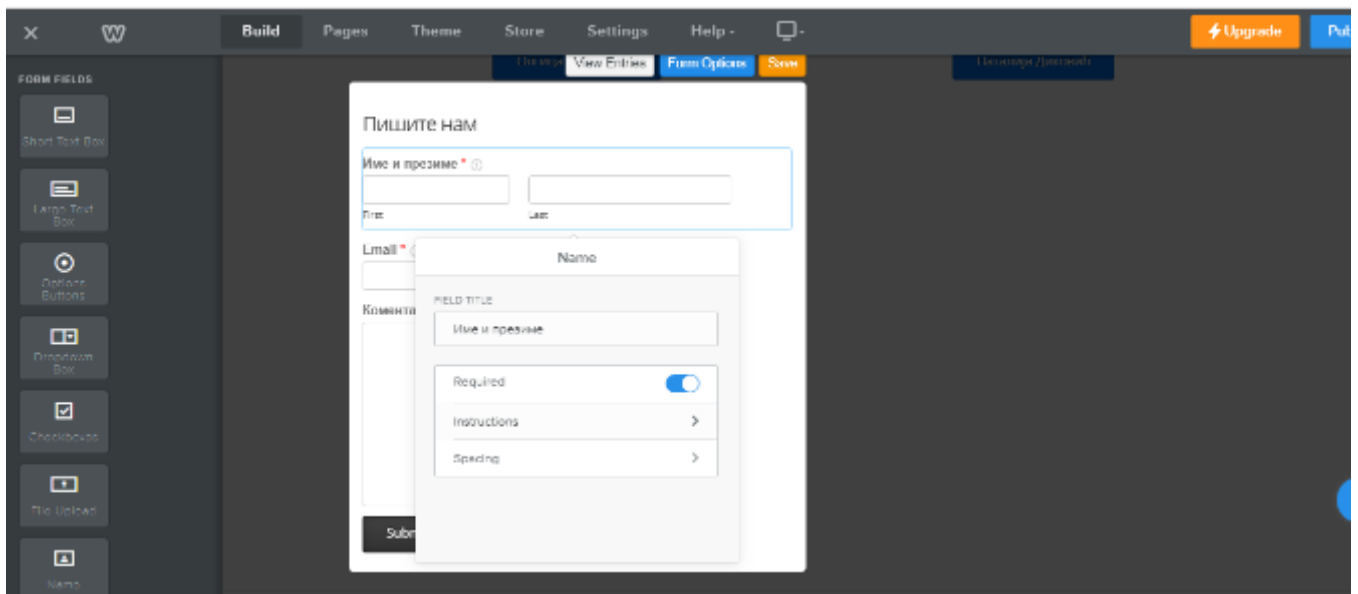 Build Pages Theme Store Settings Help
Upgrade
View Entries Form Options Save
FORM FIELDS
Short Text Box
Large Text
Box
Options
Buttons
Dropdown
Box
Checkboxes
File Upload
Name
Пишите нам
Име и презиме *
First Last
Email *
Name
FIELD TITLE
Име и презиме
Required
Instructions
Spacing